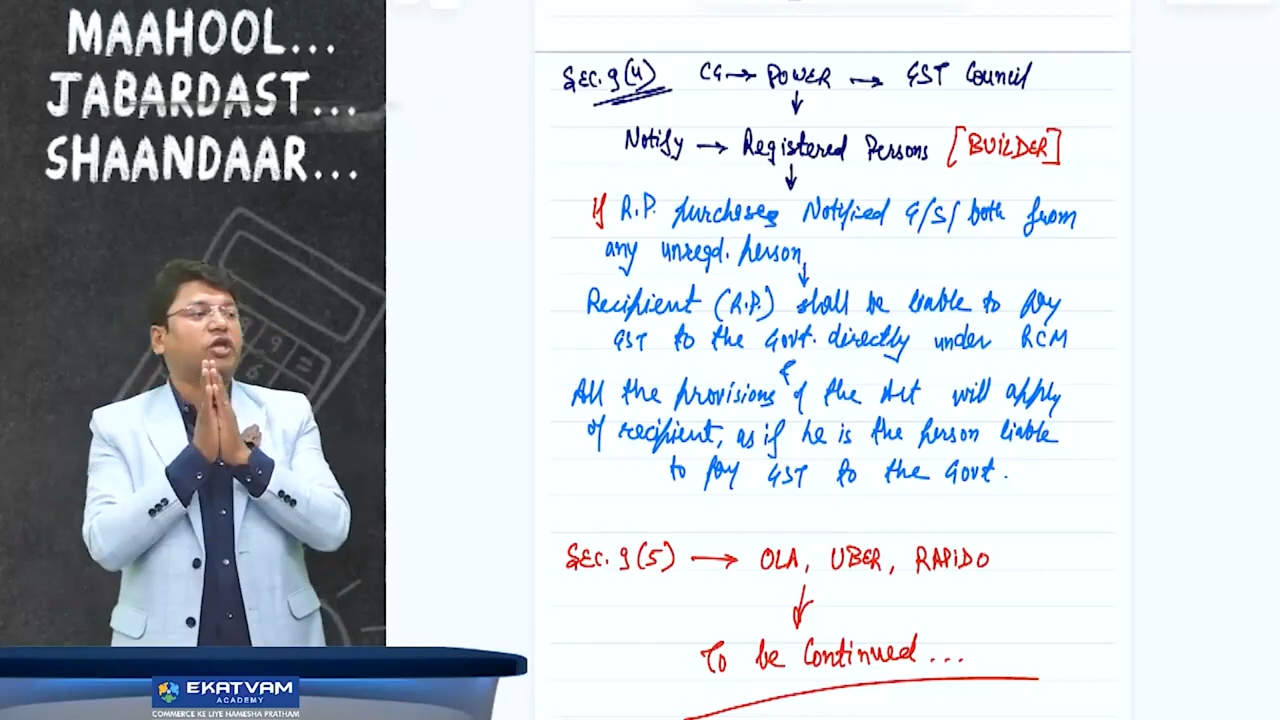 MAAHOOL...
JABARDAST...
SHAANDAAR...
SEC. 9(4) CG → POWER → GST Council
↓
Notify → Registered Persons [BUILDER]
↓
If R.P. purchases Notified G/S/both from
any unregd. person
↓
Recipient (R.P.) shall be liable to pay
GST to the Govt. directly under RCM
&
All the provisions of the Act will apply
of recipient, as if he is the person liable
to pay GST to the Govt.
SEC. 9(5) → OLA, UBER, RAPIDO
↓
To be Continued...
EKATVAM
ACADEMY
COMMERCE KE LIYE HAMESHA PRATHAM